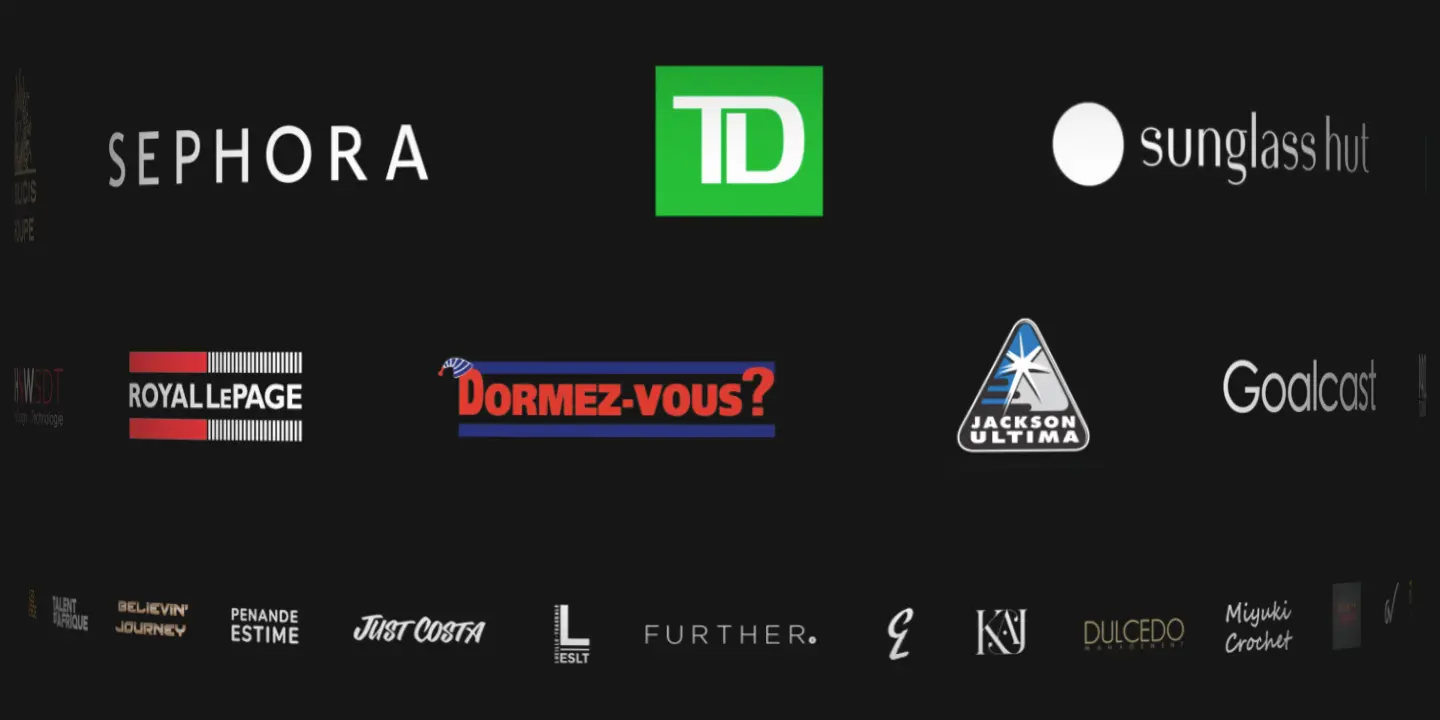 SEPHORA
TD
sunglass hut
ROYAL LEPAGE
DORMEZ-VOUS?
JACKSON
ULTIMA
Goalcast
TALENT
D'AFRIQUE
BELIEVIN'
JOURNEY
PENANDE
ESTIME
JUST COSTA
L
ESLT
FURTHER.
KAJ
DULCEDO
MANAGEMENT
Miyuki
Crochet